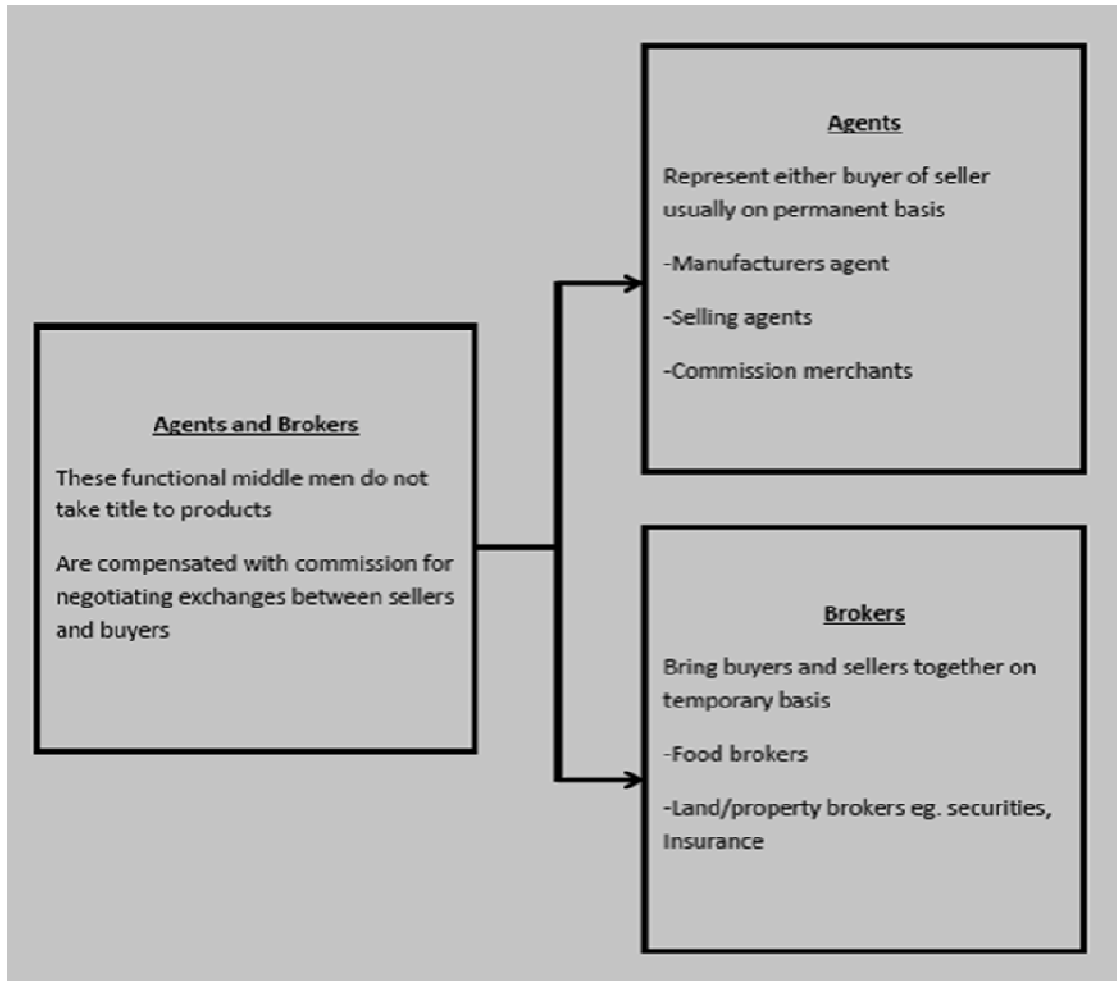 Agents and Brokers
These functional middle men do not
take title to products
Are compensated with commission for
negotiating exchanges between sellers
and buyers
Agents
Represent either buyer of seller
usually on permanent basis
-Manufacturers agent
-Selling agents
-Commission merchants
Brokers
Bring buyers and sellers together on
temporary basis
-Food brokers
-Land/property brokers eg. securities,
Insurance